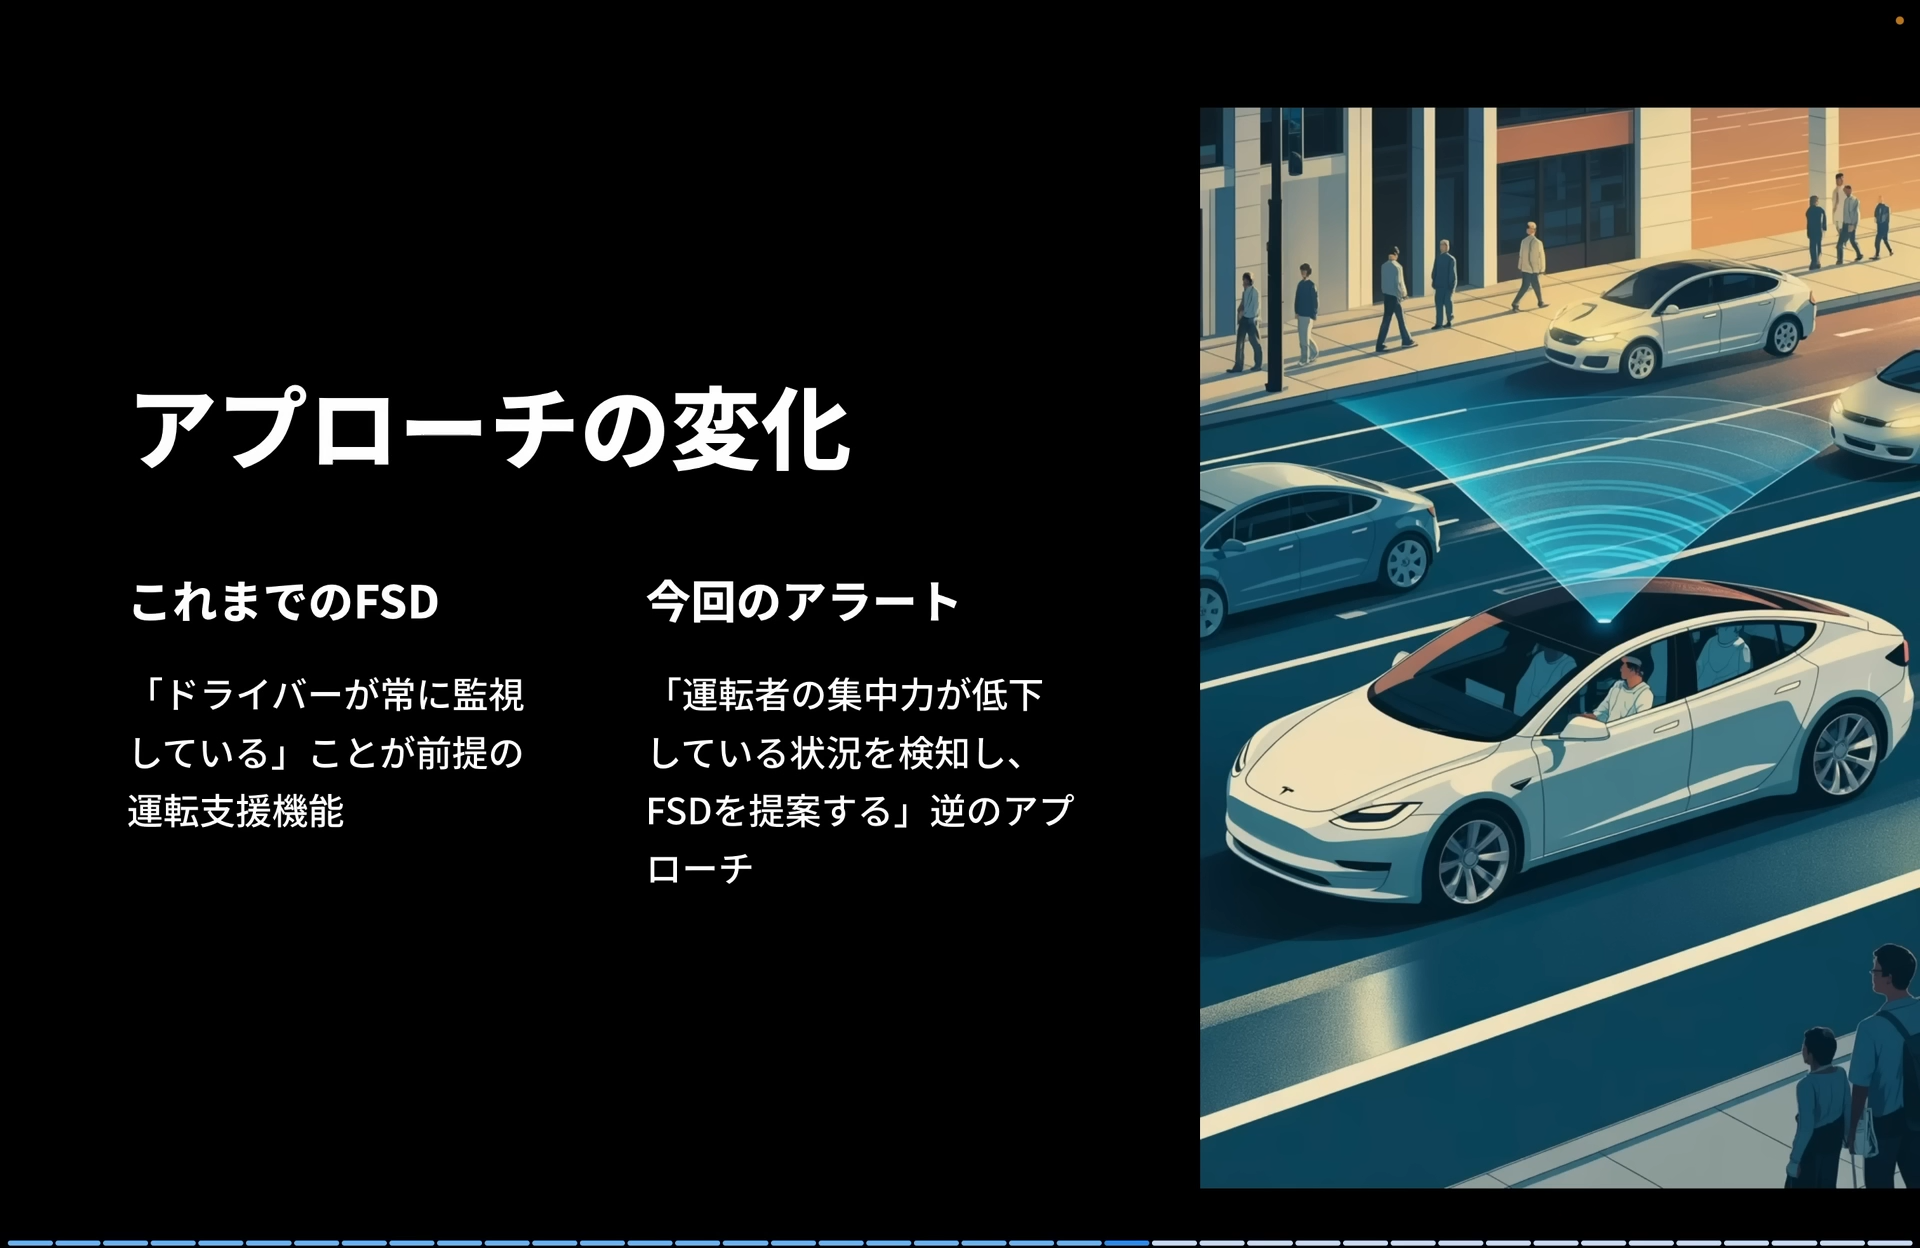 アプローチの変化
これまでのFSD
「ドライバーが常に監視
している」ことが前提の
運転支援機能
今回のアラート
「運転者の集中力が低下
している状況を検知し、
FSDを提案する」逆のアプ
ローチ